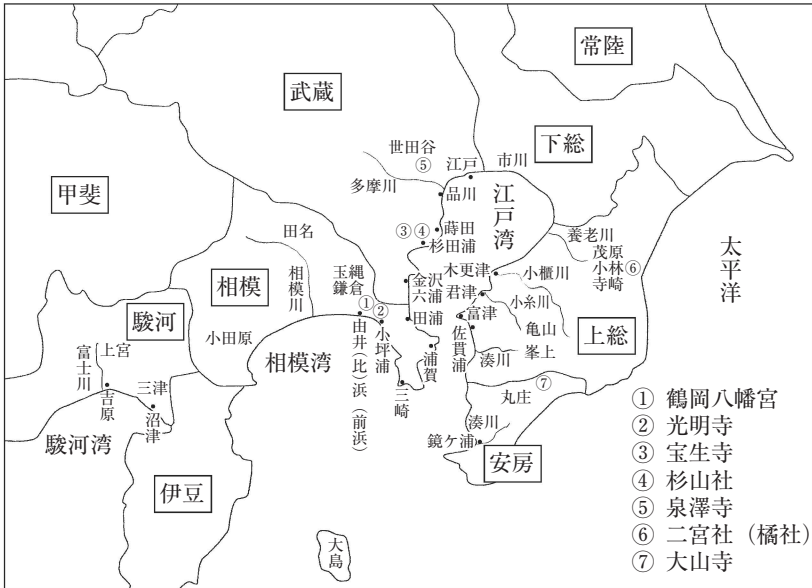 常陸
武蔵
下総
甲斐
相模
駿河
上総
伊豆
安房
世田谷
⑤
江戸
市川
多摩川
品川
江戸湾
③④
蒔田
杉田浦
養老川
茂原
小林⑥
寺崎
太平洋
田名
相模川
玉縄
鎌倉
①②
金沢
六浦
木更津
小櫃川
君津
小糸川
富津
亀山
田浦
佐貫浦
湊川
峯上
小田原
相模湾
由井(比)浜(前浜)
小坪浦
浦賀
三崎
上宮
富士川
吉原
三津
沼津
駿河湾
丸庄
⑦
湊川
鏡ケ浦
大島
① 鶴岡八幡宮
② 光明寺
③ 宝生寺
④ 杉山社
⑤ 泉澤寺
⑥ 二宮社(橘社)
⑦ 大山寺